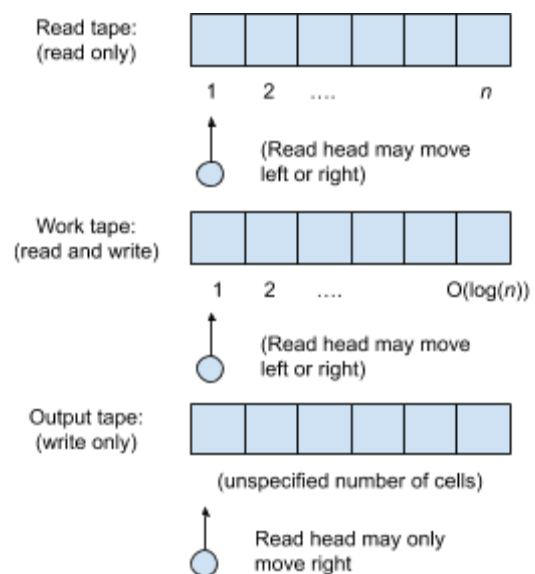 Read tape:
(read only)
1 2 .... n
(Read head may move
left or right)
Work tape:
(read and write)
1 2 .... O(log(n))
(Read head may move
left or right)
Output tape:
(write only)
(unspecified number of cells)
Read head may only
move right